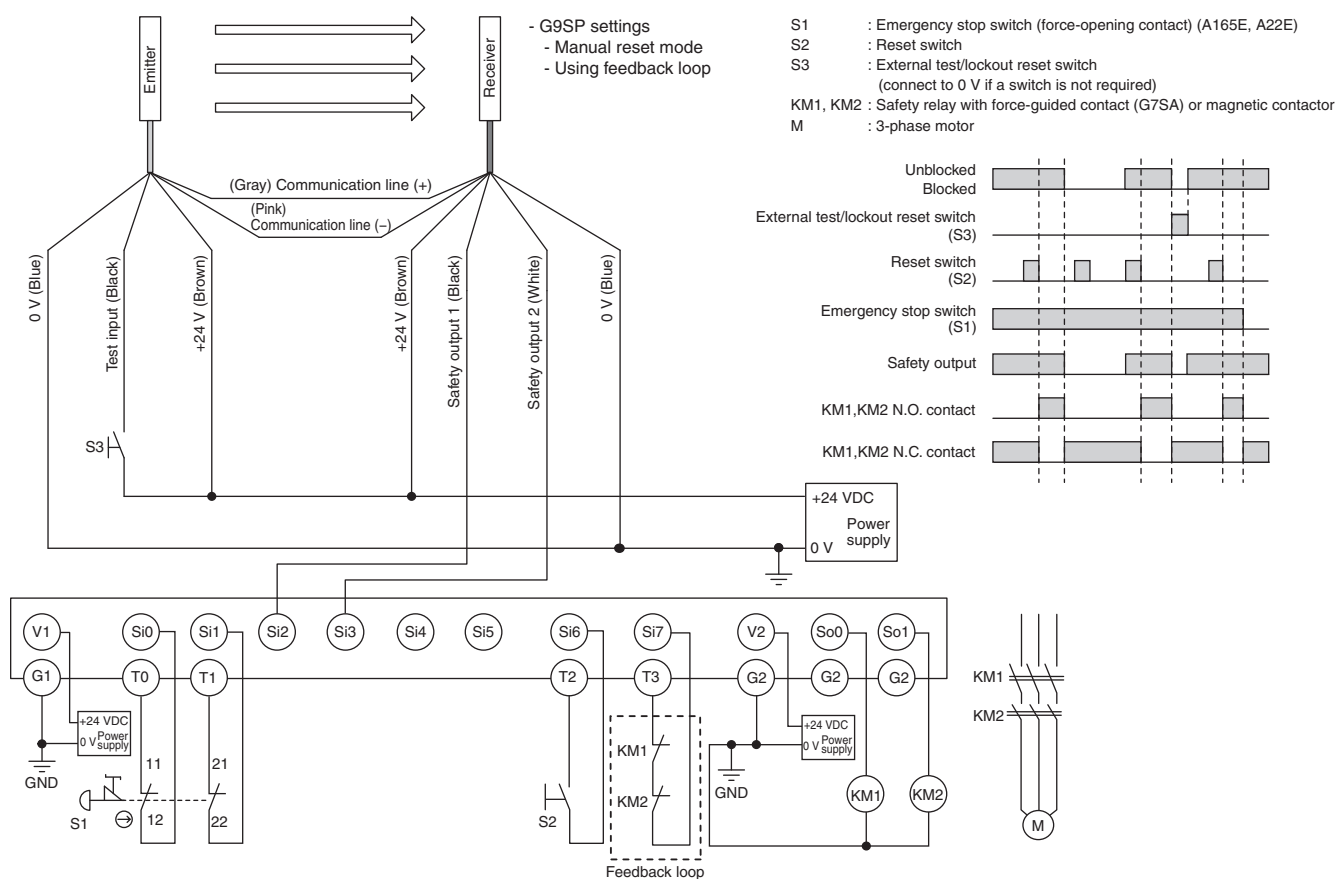 Emitter
Receiver
- G9SP settings
- Manual reset mode
- Using feedback loop
S1 : Emergency stop switch (force-opening contact) (A165E, A22E)
S2 : Reset switch
S3 : External test/lockout reset switch
(connect to 0 V if a switch is not required)
KM1, KM2 : Safety relay with force-guided contact (G7SA) or magnetic contactor
M : 3-phase motor
(Gray) Communication line (+)
(Pink)
Communication line (−)
0 V (Blue)
Test input (Black)
+24 V (Brown)
+24 V (Brown)
Safety output 1 (Black)
Safety output 2 (White)
0 V (Blue)
S3
Unblocked
Blocked
External test/lockout reset switch
(S3)
Reset switch
(S2)
Emergency stop switch
(S1)
Safety output
KM1,KM2 N.O. contact
KM1,KM2 N.C. contact
+24 VDC
Power
supply
0 V
V1 Si0 Si1 Si2 Si3 Si4 Si5 Si6 Si7 V2 So0 So1
G1 T0 T1 T2 T3 G2 G2 G2
+24 VDC
Power
0 V supply
GND
11 21
12 22
S1
S2
KM1
KM2
Feedback loop
+24 VDC
Power
0 V supply
GND
KM1 KM2
KM1
KM2
M